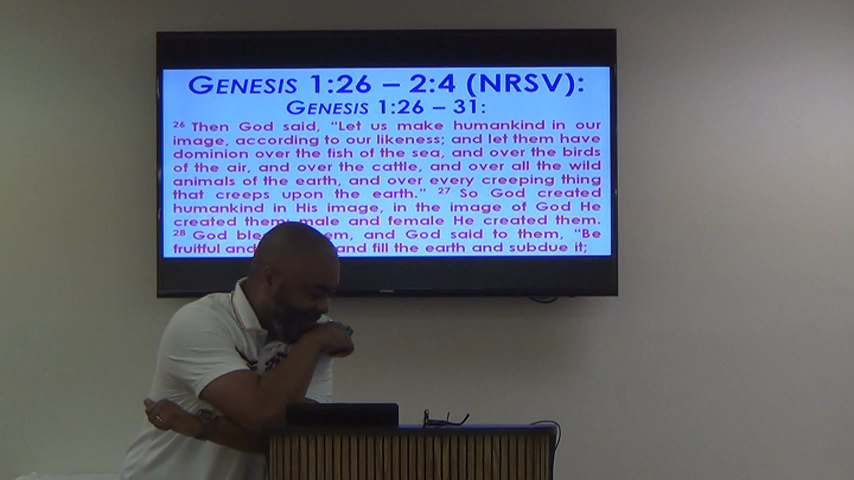 GENESIS 1:26 – 2:4 (NRSV):
GENESIS 1:26 – 31:
26 Then God said, "Let us make humankind in our
image, according to our likeness; and let them have
dominion over the fish of the sea, and over the birds
of the air, and over the cattle, and over all the wild
animals of the earth, and over every creeping thing
that creeps upon the earth." 27 So God created
humankind in His image, in the image of God He
created them; male and female He created them.
28 God ble em, and God said to them, "Be
fruitful and and fill the earth and subdue it;